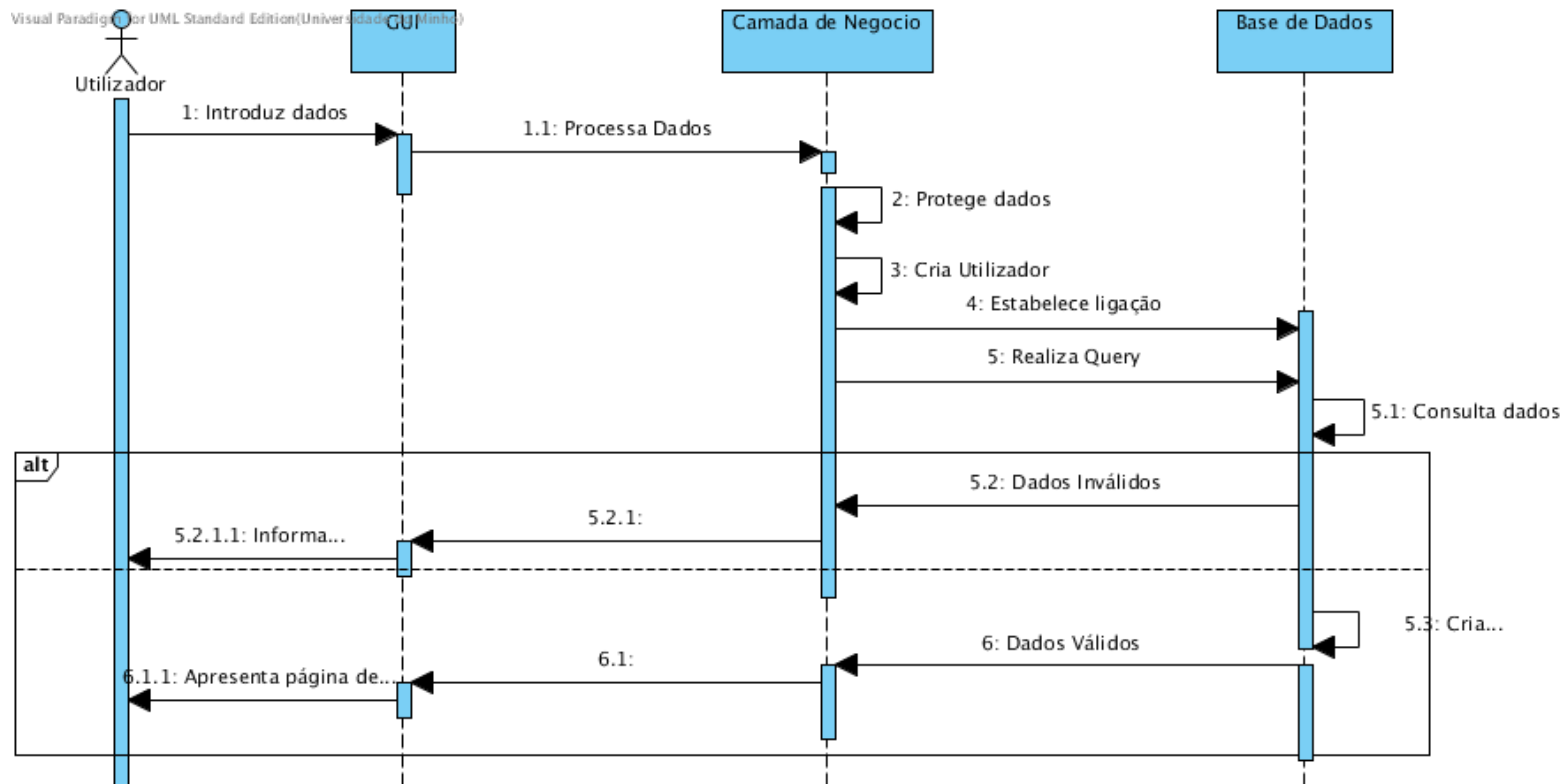 Visual Paradigm for UML Standard Edition(Universidade do Minho)
GUI
Camada de Negocio
Base de Dados
Utilizador
1: Introduz dados
1.1: Processa Dados
2: Protege dados
3: Cria Utilizador
4: Estabelece ligação
5: Realiza Query
5.1: Consulta dados
alt
5.2: Dados Inválidos
5.2.1:
5.2.1.1: Informa...
5.3: Cria...
6: Dados Válidos
6.1:
6.1.1: Apresenta página de...